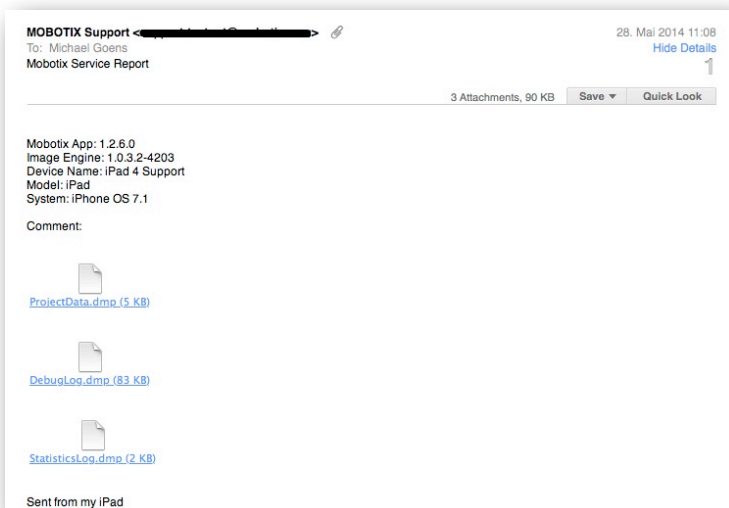 MOBOTIX Support < >
28. Mai 2014 11:08
To: Michael Goens
Hide Details
Mobotix Service Report
1
3 Attachments, 90 KB
Save
Quick Look
Mobotix App: 1.2.6.0
Image Engine: 1.0.3.2-4203
Device Name: iPad 4 Support
Model: iPad
System: iPhone OS 7.1
Comment:
ProjectData.dmp (5 KB)
DebugLog.dmp (83 KB)
StatisticsLog.dmp (2 KB)
Sent from my iPad